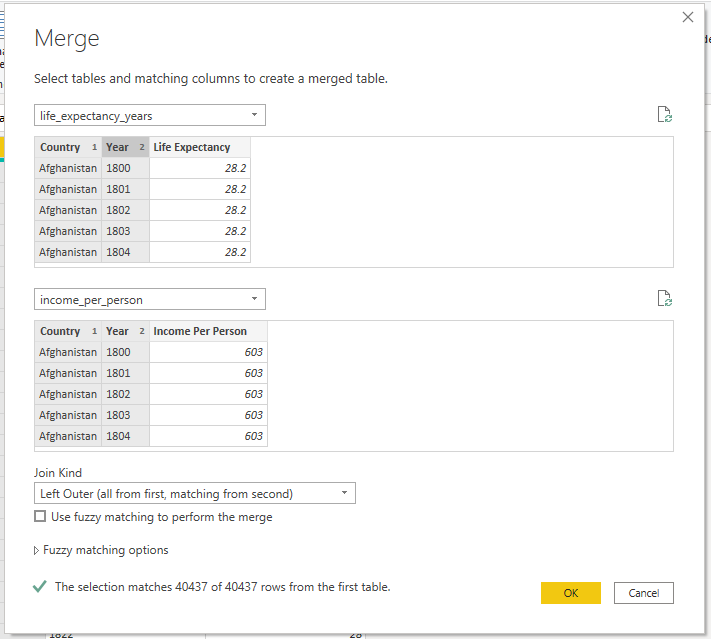 Merge
Select tables and matching columns to create a merged table.
life_expectancy_years
Country 1 Year 2 Life Expectancy
Afghanistan 1800 28.2
Afghanistan 1801 28.2
Afghanistan 1802 28.2
Afghanistan 1803 28.2
Afghanistan 1804 28.2
income_per_person
Country 1 Year 2 Income Per Person
Afghanistan 1800 603
Afghanistan 1801 603
Afghanistan 1802 603
Afghanistan 1803 603
Afghanistan 1804 603
Join Kind
Left Outer (all from first, matching from second)
Use fuzzy matching to perform the merge
Fuzzy matching options
The selection matches 40437 of 40437 rows from the first table.
OK Cancel
1822 28